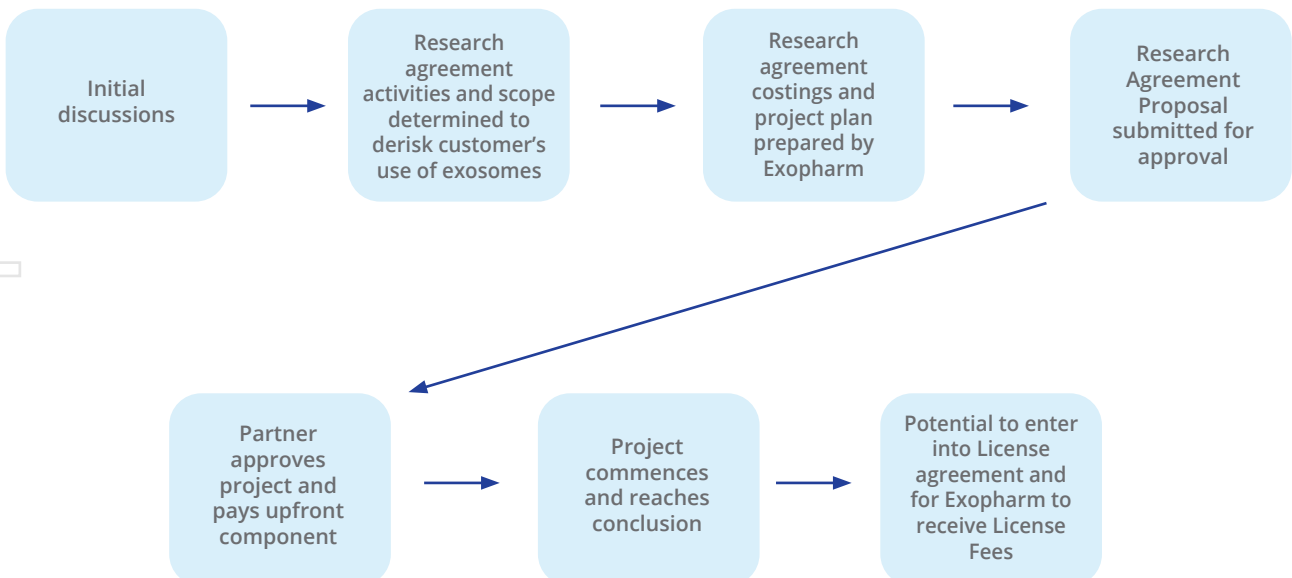 Initial
discussions
Research
agreement
activities and scope
determined to
derisk customer's
use of exosomes
Research
agreement
costings and
project plan
prepared by
Exopharm
Research
Agreement
Proposal
submitted for
approval
Partner
approves
project and
pays upfront
component
Project
commences
and reaches
conclusion
Potential to enter
into License
agreement and
for Exopharm to
receive License
Fees